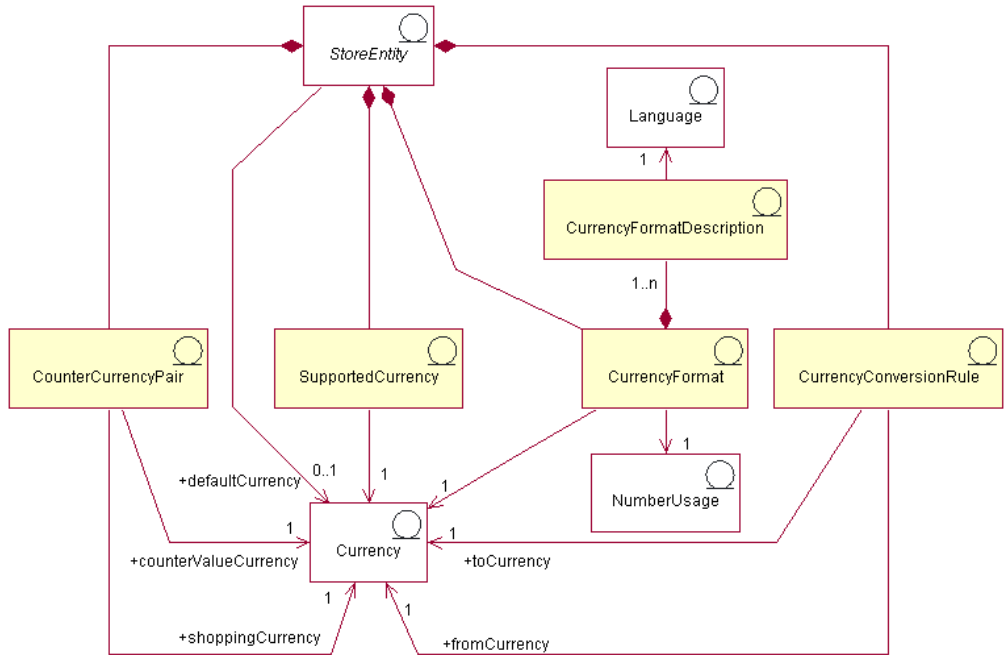 StoreEntity
Language
1
CurrencyFormatDescription
1..n
CounterCurrencyPair
SupportedCurrency
CurrencyFormat
CurrencyConversionRule
+defaultCurrency
0..1
1
1
1
NumberUsage
1
Currency
1
+counterValueCurrency
+toCurrency
1
1
+shoppingCurrency
+fromCurrency